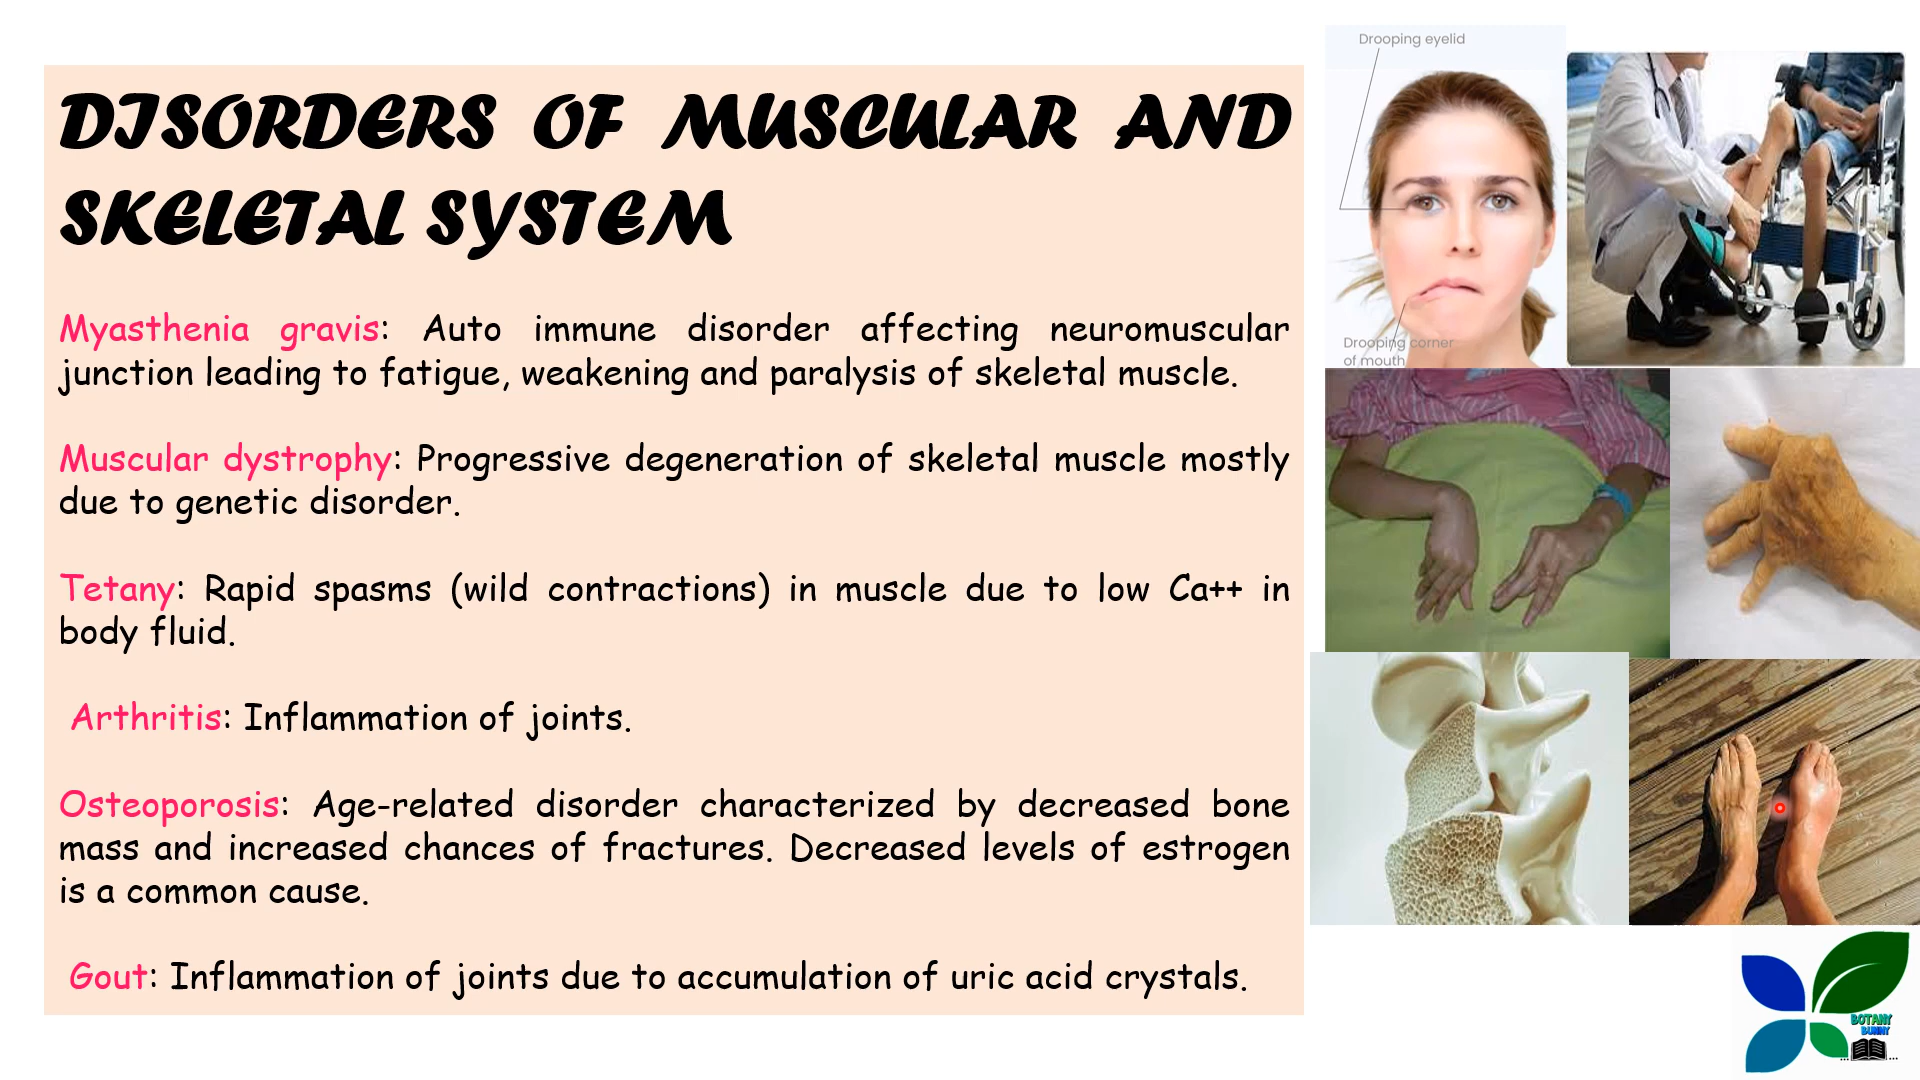 DISORDERS OF MUSCULAR AND
SKELETAL SYSTEM
Myasthenia gravis: Auto immune disorder affecting neuromuscular
junction leading to fatigue, weakening and paralysis of skeletal muscle.
Muscular dystrophy: Progressive degeneration of skeletal muscle mostly
due to genetic disorder.
Tetany: Rapid spasms (wild contractions) in muscle due to low Ca++ in
body fluid.
Arthritis: Inflammation of joints.
Osteoporosis: Age-related disorder characterized by decreased bone
mass and increased chances of fractures. Decreased levels of estrogen
is a common cause.
Gout: Inflammation of joints due to accumulation of uric acid crystals.
Drooping eyelid
Drooping corner
of mouth
BOTANY
BUNNY